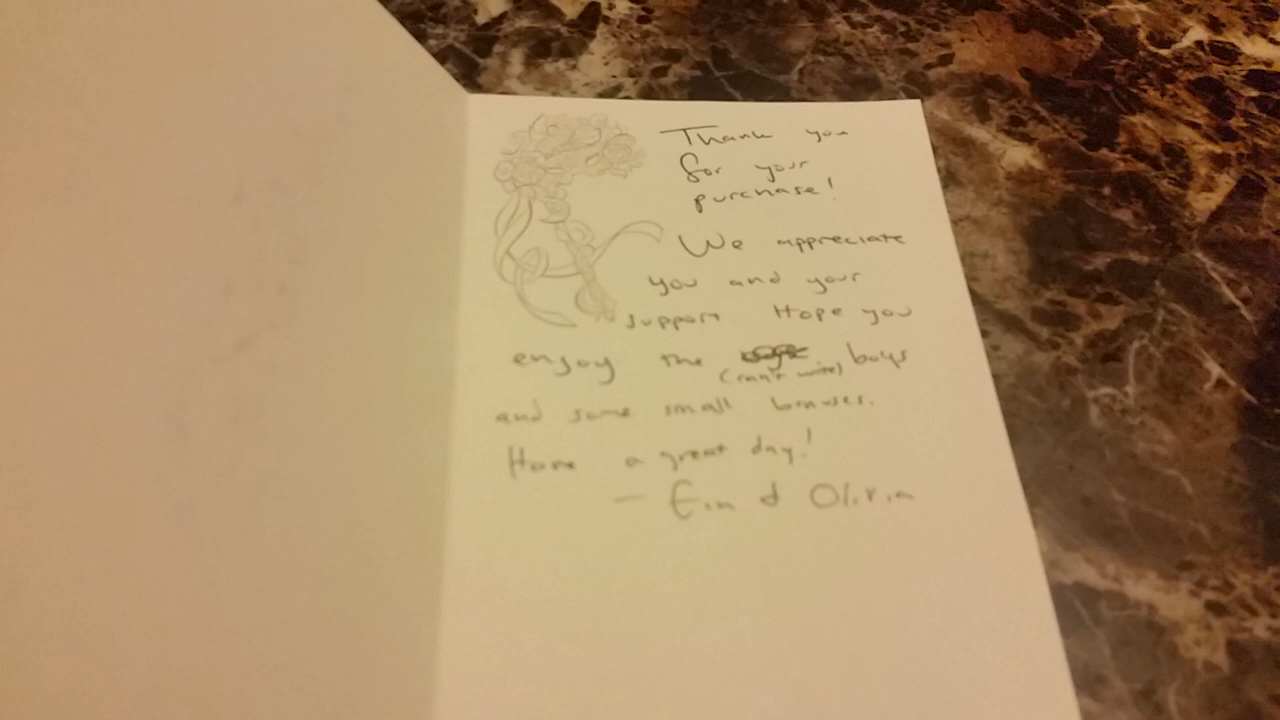 Thank you
for your
purchase!
We appreciate
you and your
support Hope you
enjoy the boys
(can't write)
and some small bonuses.
Have a great day!
- Ein & Olivia